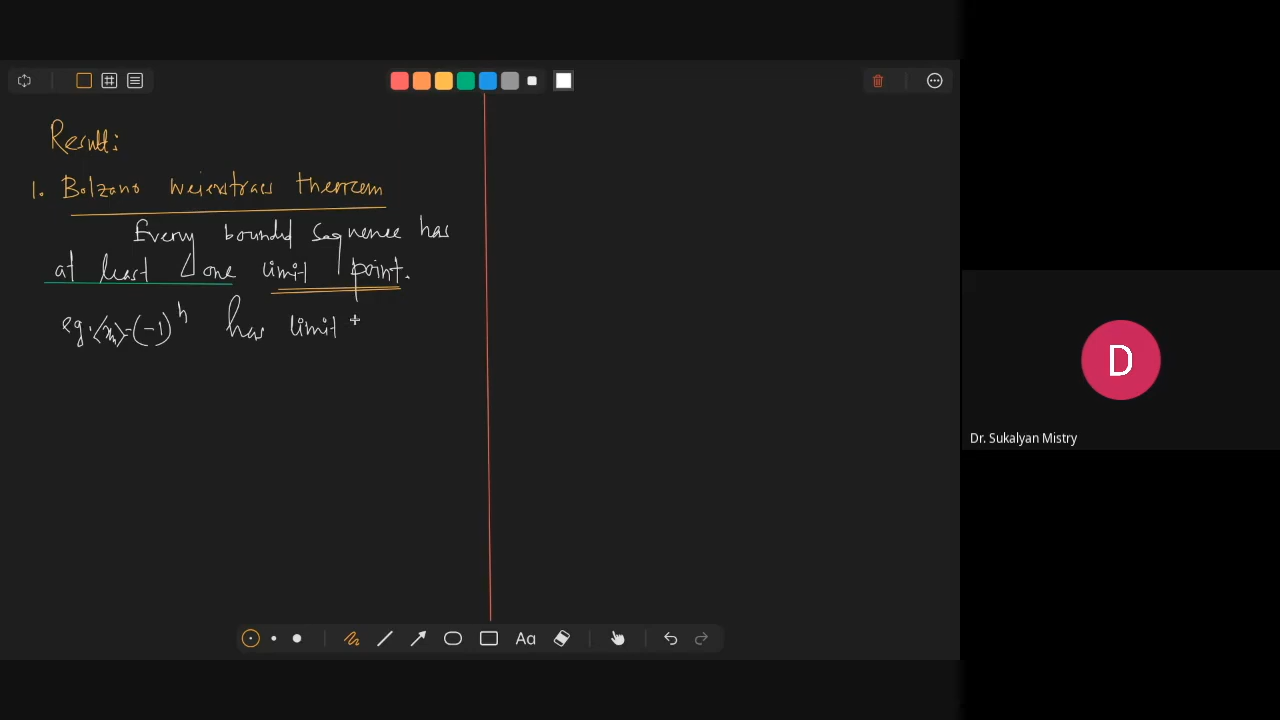 Result:
1. Bolzano weierstrass theorem
Every bounded sequence has
at least one limit point.
eg. ⟨xn⟩=(-1)^n has limit
Aa
D
Dr. Sukalyan Mistry